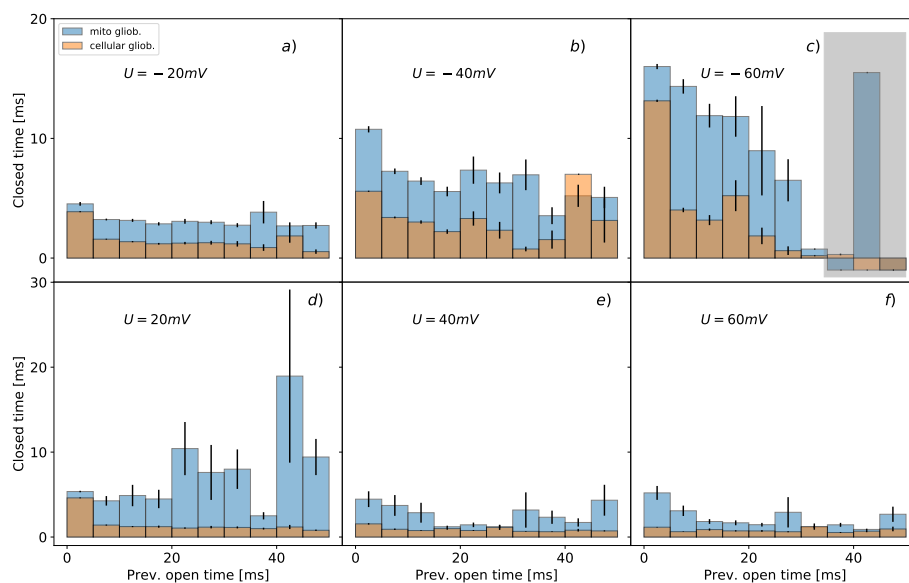 20
mito gliob.
cellular gliob.
a)
b)
c)
U = −20mV
U = −40mV
U = −60mV
Closed time [ms]
10
0
30
d)
e)
f)
U = 20mV
U = 40mV
U = 60mV
20
Closed time [ms]
10
0
0 20 40 0 20 40 0 20 40
Prev. open time [ms] Prev. open time [ms] Prev. open time [ms]